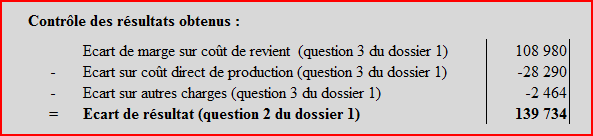 Contrôle des résultats obtenus :
Ecart de marge sur coût de revient (question 3 du dossier 1) 108 980
- Ecart sur coût direct de production (question 3 du dossier 1) -28 290
- Ecart sur autres charges (question 3 du dossier 1) -2 464
= Ecart de résultat (question 2 du dossier 1) 139 734